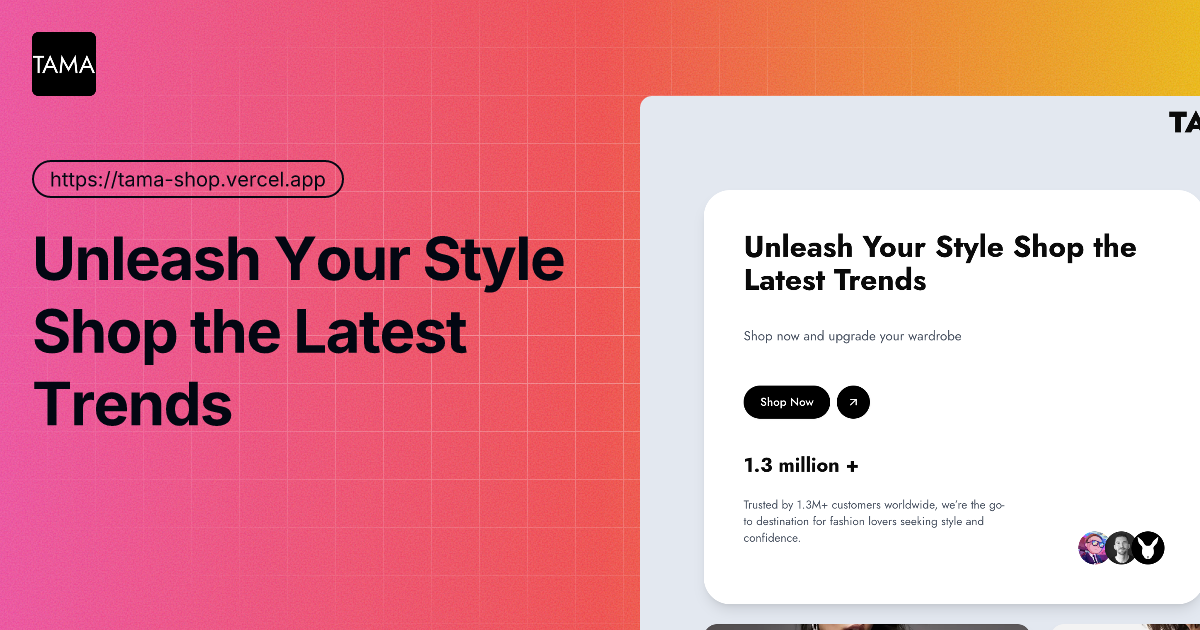 TAMA
https://tama-shop.vercel.app
Unleash Your Style
Shop the Latest
Trends
TA
Unleash Your Style Shop the
Latest Trends
Shop now and upgrade your wardrobe
Shop Now
1.3 million +
Trusted by 1.3M+ customers worldwide, we're the go-
to destination for fashion lovers seeking style and
confidence.